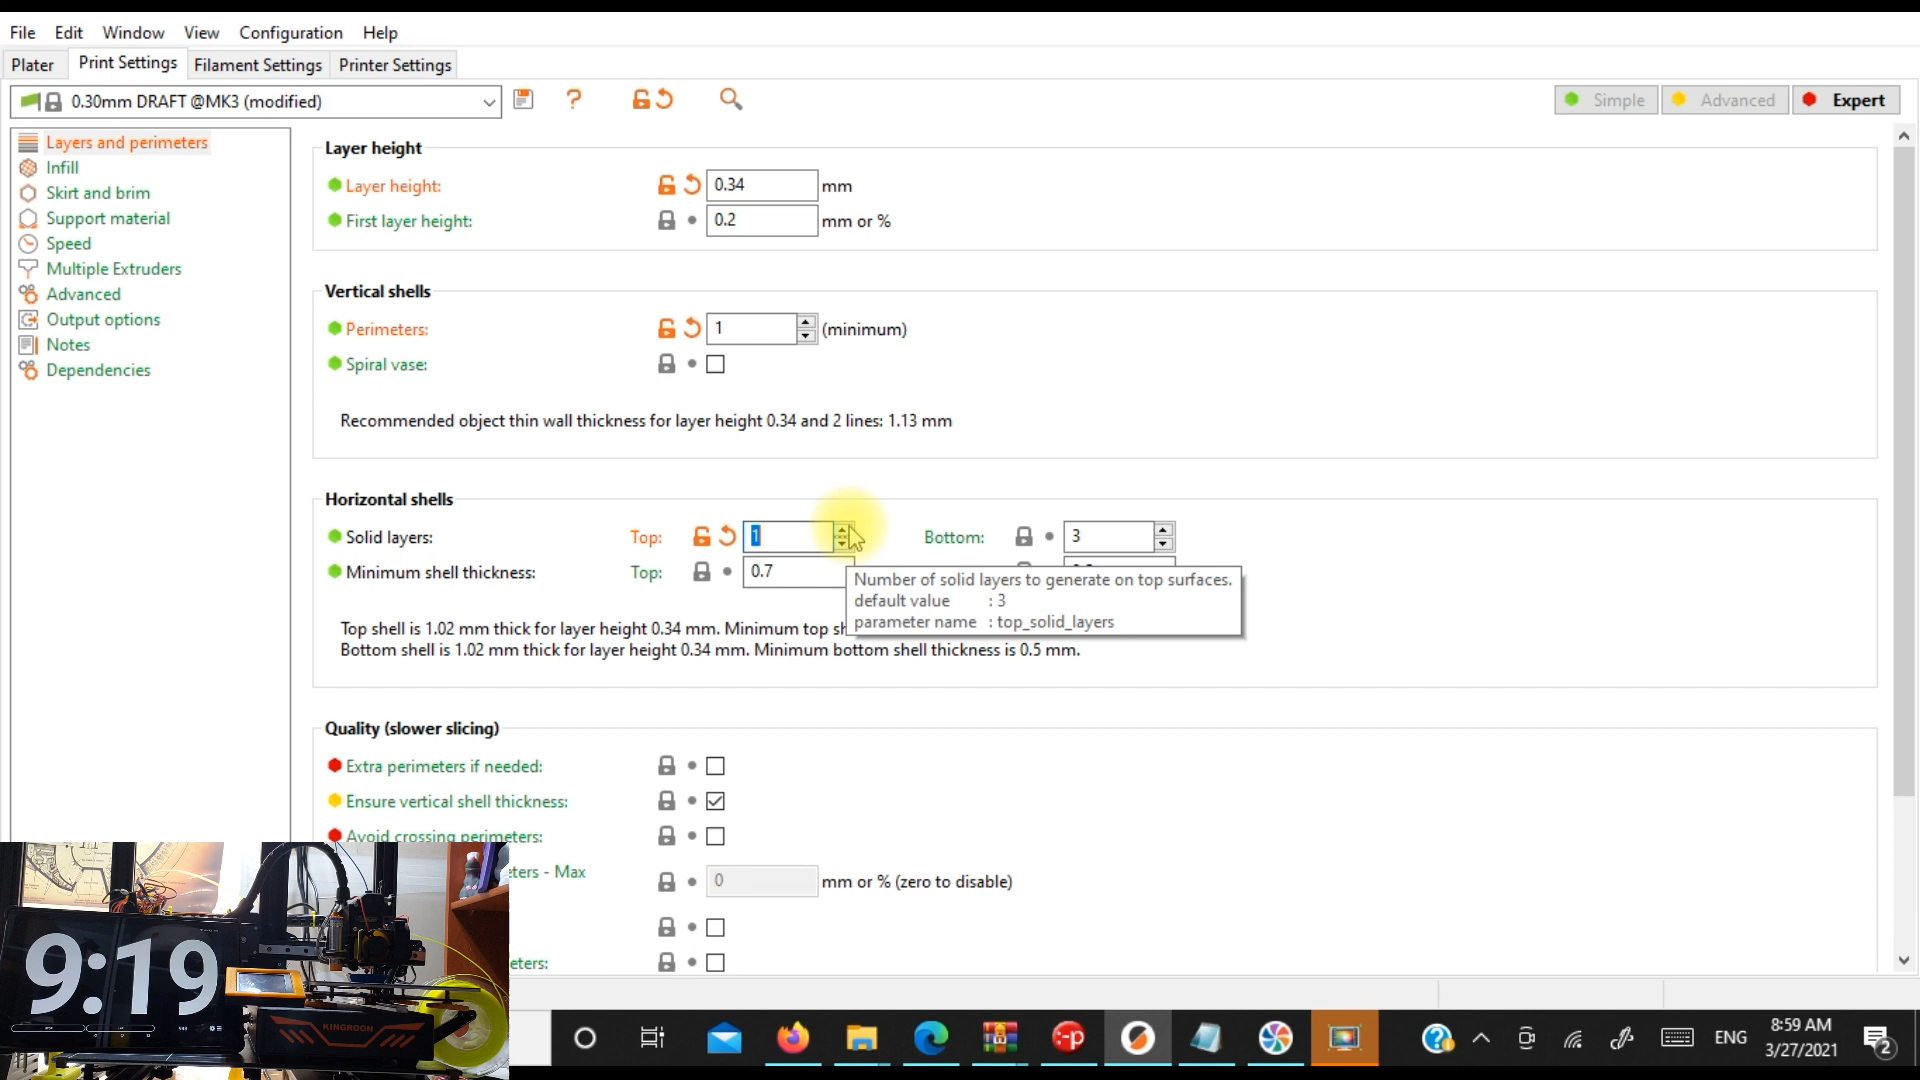 File Edit Window View Configuration Help
Plater Print Settings Filament Settings Printer Settings
0.30mm DRAFT @MK3 (modified) ? Simple Advanced Expert
Layers and perimeters
Infill
Skirt and brim
Support material
Speed
Multiple Extruders
Advanced
Output options
Notes
Dependencies
Layer height
Layer height: 0.34 mm
First layer height: 0.2 mm or %
Vertical shells
Perimeters: 1 (minimum)
Spiral vase:
Recommended object thin wall thickness for layer height 0.34 and 2 lines: 1.13 mm
Horizontal shells
Solid layers: Top: 1 Bottom: 3
Minimum shell thickness: Top: 0.7
Number of solid layers to generate on top surfaces.
default value : 3
parameter name : top_solid_layers
Top shell is 1.02 mm thick for layer height 0.34 mm. Minimum top sh
Bottom shell is 1.02 mm thick for layer height 0.34 mm. Minimum bottom shell thickness is 0.5 mm.
Quality (slower slicing)
Extra perimeters if needed:
Ensure vertical shell thickness:
Avoid crossing perimeters:
eters - Max 0 mm or % (zero to disable)
eters:
9:19
KINGROON
ENG 8:59 AM
3/27/2021
2